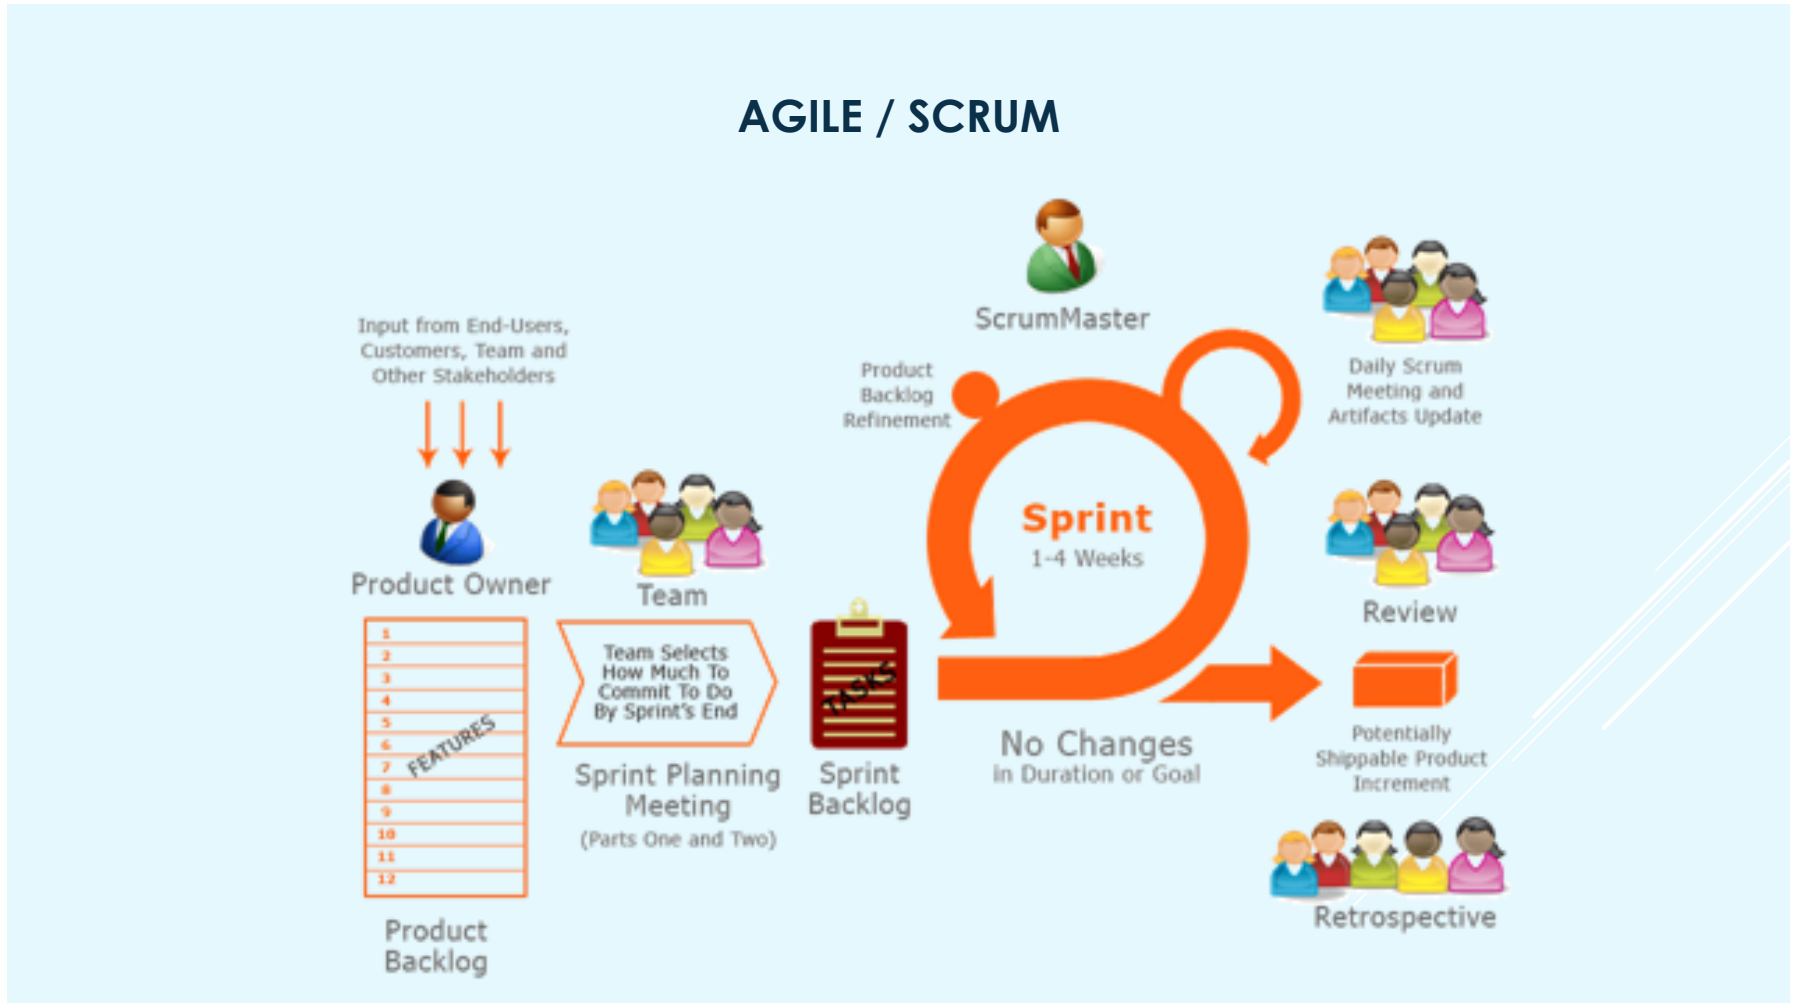 AGILE / SCRUM
Input from End-Users,
Customers, Team and
Other Stakeholders
Product Owner
1
2
3
4
5
6
7
8
9
10
11
12
FEATURES
Product
Backlog
Team
Team Selects
How Much To
Commit To Do
By Sprint's End
Sprint Planning
Meeting
(Parts One and Two)
TASKS
Sprint
Backlog
ScrumMaster
Product
Backlog
Refinement
Sprint
1-4 Weeks
No Changes
in Duration or Goal
Daily Scrum
Meeting and
Artifacts Update
Review
Potentially
Shippable Product
Increment
Retrospective